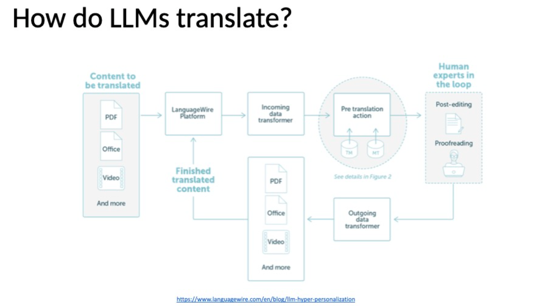 How do LLMs translate?
Content to
be translated
PDF
Office
Video
And more
LanguageWire
Platform
Incoming
data
transformer
Pre translation
action
TM
MT
See details in Figure 2
Human
experts in
the loop
Post-editing
Proofreading
Finished
translated
content
PDF
Office
Video
And more
Outgoing
data
transformer
https://www.languagewire.com/en/blog/llm-hyper-personalization